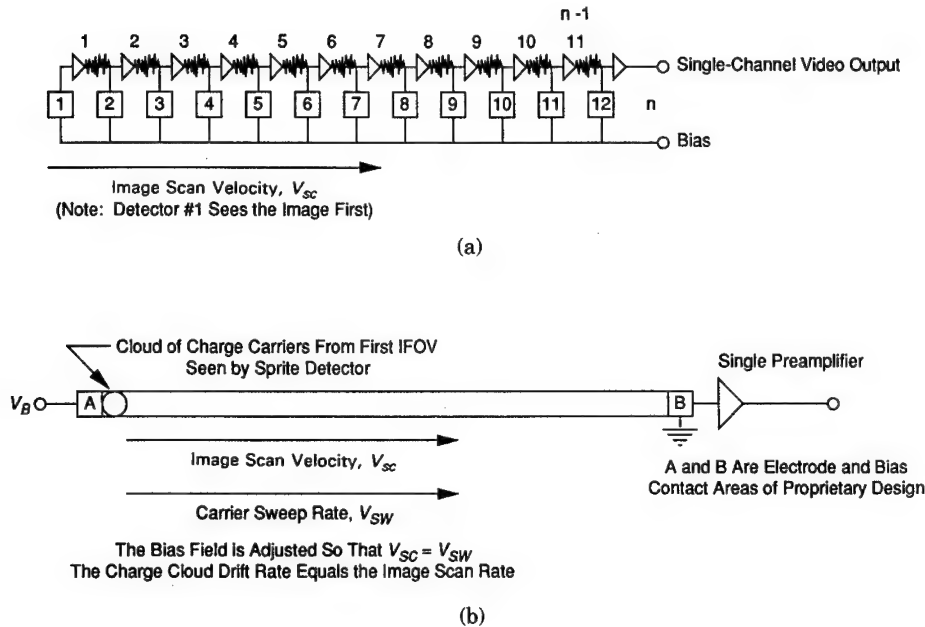 n -1
1 2 3 4 5 6 7 8 9 10 11
Single-Channel Video Output
1 2 3 4 5 6 7 8 9 10 11 12 n
Bias
Image Scan Velocity, Vsc
(Note: Detector #1 Sees the Image First)
(a)
Cloud of Charge Carriers From First IFOV
Seen by Sprite Detector
Single Preamplifier
VB A B
Image Scan Velocity, Vsc
A and B Are Electrode and Bias
Contact Areas of Proprietary Design
Carrier Sweep Rate, VSW
The Bias Field is Adjusted So That VSC = VSW
The Charge Cloud Drift Rate Equals the Image Scan Rate
(b)